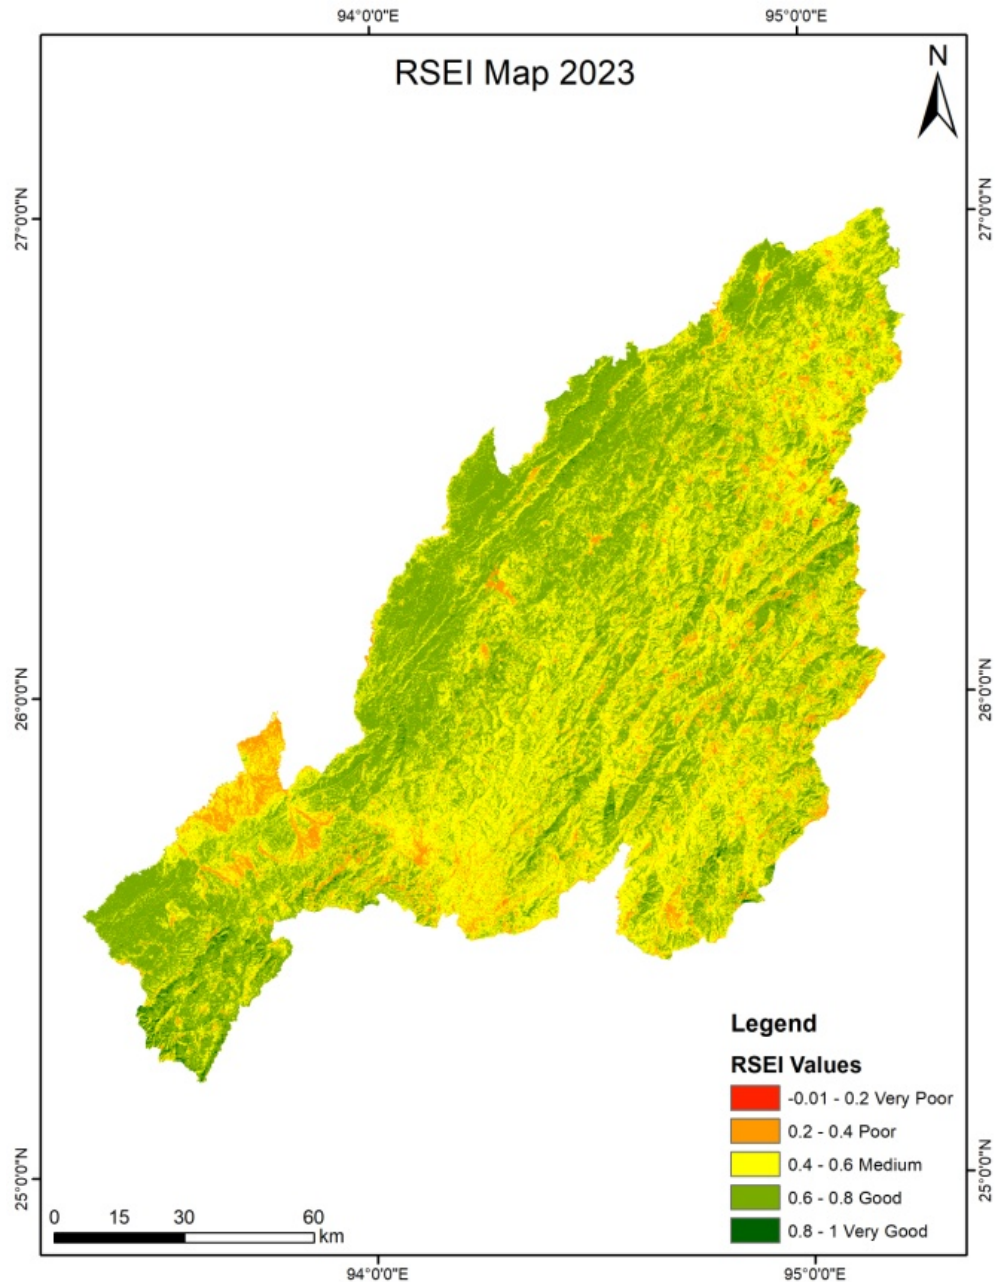 94°0'0"E 95°0'0"E
RSEI Map 2023
N
27°0'0"N 27°0'0"N
26°0'0"N 26°0'0"N
25°0'0"N 25°0'0"N
Legend
RSEI Values
-0.01 - 0.2 Very Poor
0.2 - 0.4 Poor
0.4 - 0.6 Medium
0.6 - 0.8 Good
0.8 - 1 Very Good
0 15 30 60
km
94°0'0"E 95°0'0"E